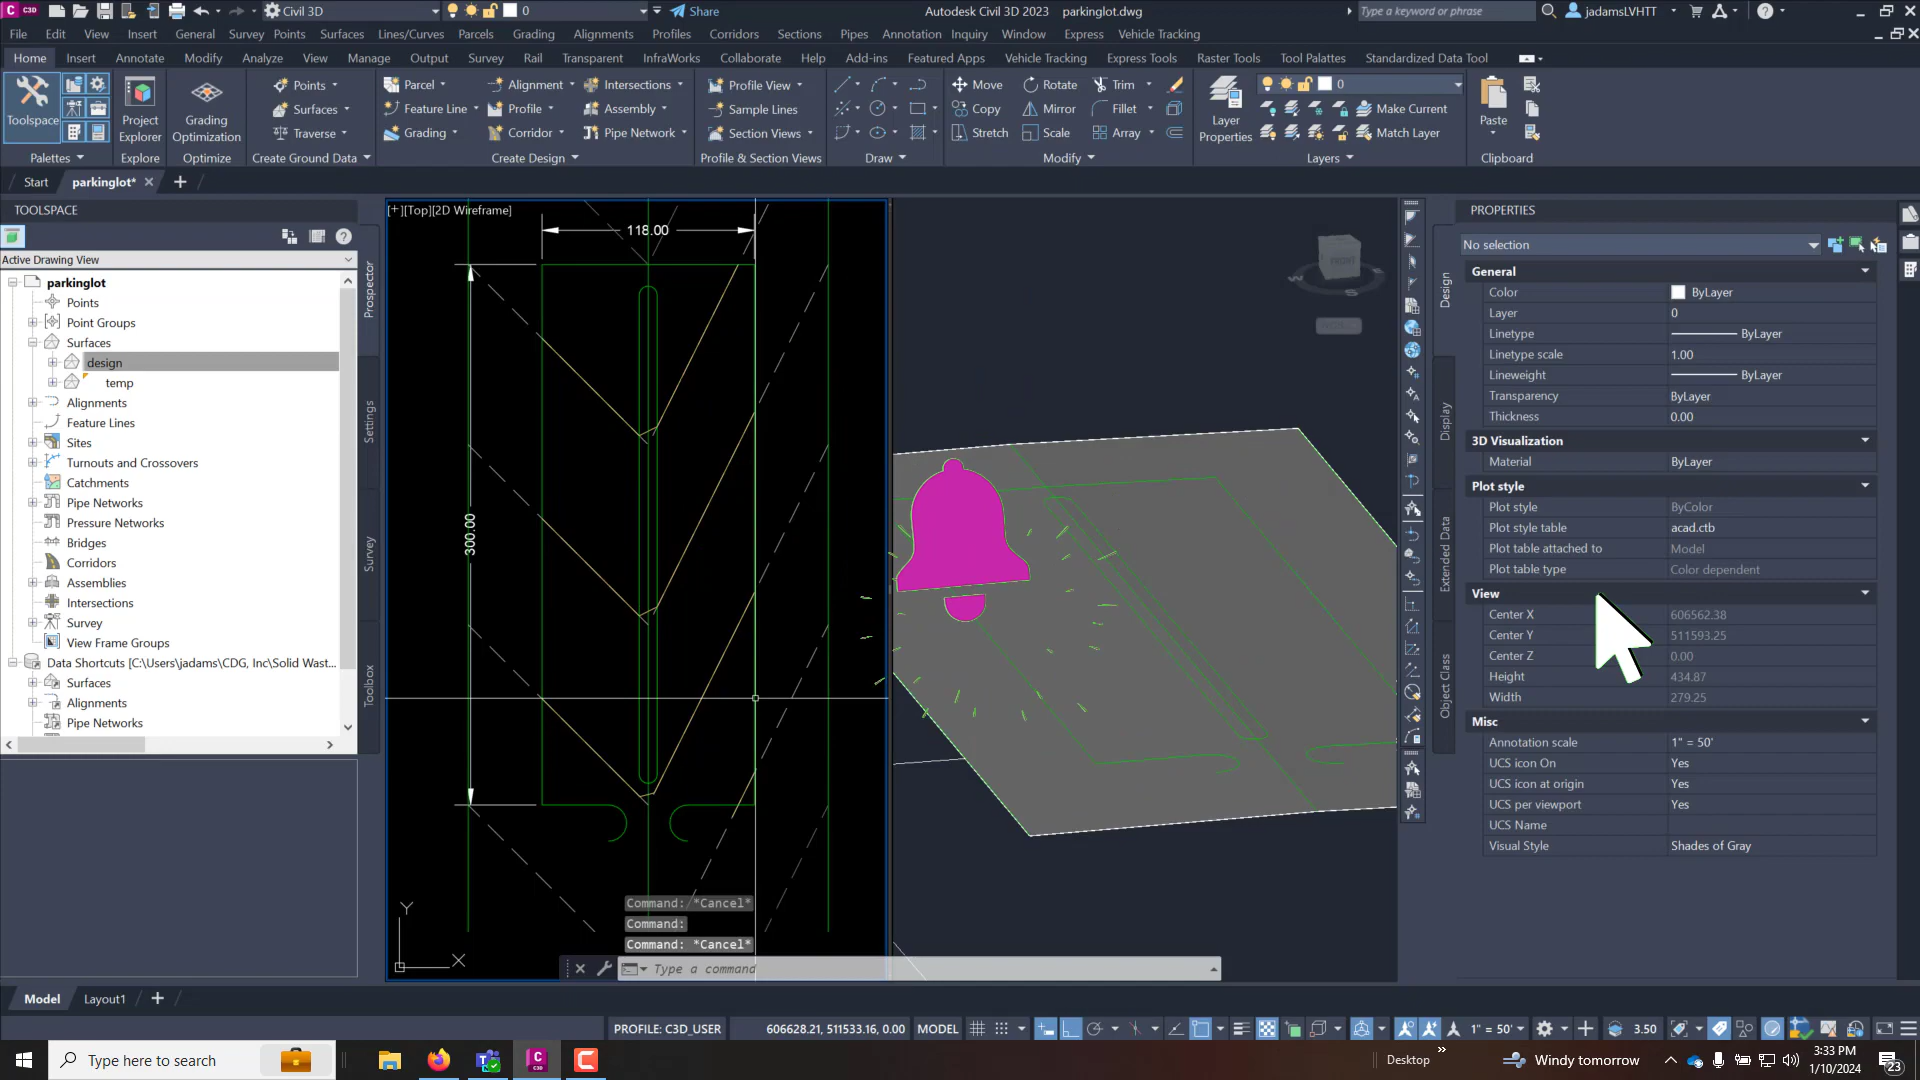 C3D
Civil 3D
0
Share
Autodesk Civil 3D 2023
parkinglot.dwg
Type a keyword or phrase
jadamsLVHTT
File Edit View Insert General Survey Points Surfaces Lines/Curves Parcels Grading Alignments Profiles Corridors Sections Pipes Annotation Inquiry Window Express Vehicle Tracking
Home Insert Annotate Modify Analyze View Manage Output Survey Rail Transparent InfraWorks Collaborate Help Add-ins Featured Apps Vehicle Tracking Express Tools Raster Tools Tool Palettes Standardized Data Tool
Toolspace
Palettes
Project Explorer
Explore
Grading Optimization
Optimize
Points
Surfaces
Traverse
Create Ground Data
Parcel
Feature Line
Grading
Alignment
Profile
Corridor
Intersections
Assembly
Pipe Network
Create Design
Profile View
Sample Lines
Section Views
Profile & Section Views
Draw
Move
Copy
Stretch
Rotate
Mirror
Scale
Trim
Fillet
Array
Modify
Layer Properties
0
Make Current
Match Layer
Layers
Paste
Clipboard
Start
parkinglot*
TOOLSPACE
Active Drawing View
parkinglot
Points
Point Groups
Surfaces
design
temp
Alignments
Feature Lines
Sites
Turnouts and Crossovers
Catchments
Pipe Networks
Pressure Networks
Bridges
Corridors
Assemblies
Intersections
Survey
View Frame Groups
Data Shortcuts [C:\Users\jadams\CDG, Inc\Solid Wast...
Surfaces
Alignments
Pipe Networks
Prospector
Settings
Survey
Toolbox
[+][Top][2D Wireframe]
118.00
300.00
Y
X
Command: *Cancel*
Command:
Command: *Cancel*
Type a command
FRONT
S
Design
Display
Extended Data
Object Class
PROPERTIES
No selection
General
Color ByLayer
Layer 0
Linetype ByLayer
Linetype scale 1.00
Lineweight ByLayer
Transparency ByLayer
Thickness 0.00
3D Visualization
Material ByLayer
Plot style
Plot style ByColor
Plot style table acad.ctb
Plot table attached to Model
Plot table type Color dependent
View
Center X 606562.38
Center Y 511593.25
Center Z 0.00
Height 434.87
Width 279.25
Misc
Annotation scale 1" = 50'
UCS icon On Yes
UCS icon at origin Yes
UCS per viewport Yes
UCS Name
Visual Style Shades of Gray
Model Layout1
PROFILE: C3D_USER
606628.21, 511533.16, 0.00
MODEL
1" = 50'
3.50
Type here to search
Desktop
Windy tomorrow
3:33 PM
1/10/2024
23